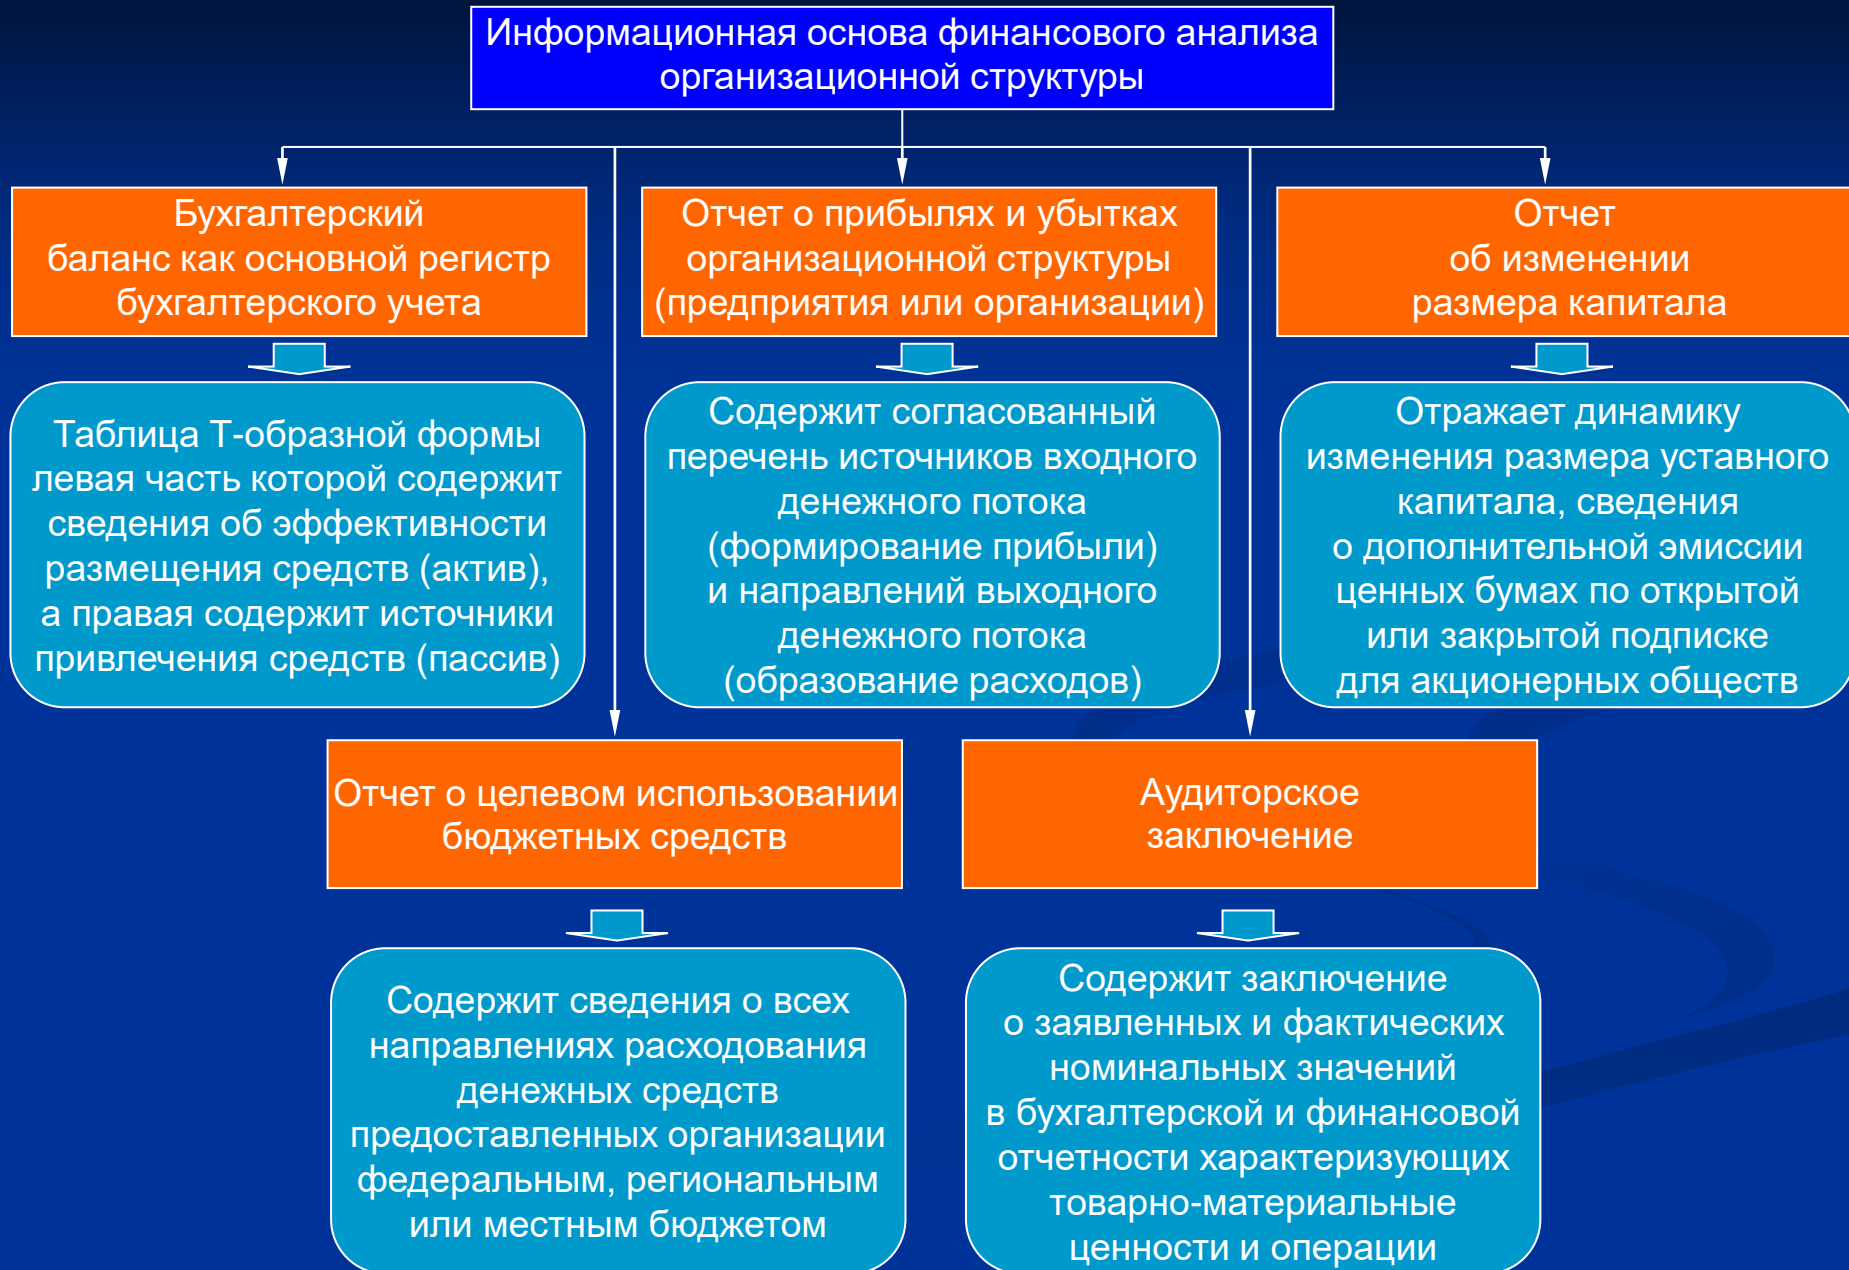 Информационная основа финансового анализа
организационной структуры
Бухгалтерский
баланс как основной регистр
бухгалтерского учета
Отчет о прибылях и убытках
организационной структуры
(предприятия или организации)
Отчет
об изменении
размера капитала
Таблица Т-образной формы
левая часть которой содержит
сведения об эффективности
размещения средств (актив),
а правая содержит источники
привлечения средств (пассив)
Содержит согласованный
перечень источников входного
денежного потока
(формирование прибыли)
и направлений выходного
денежного потока
(образование расходов)
Отражает динамику
изменения размера уставного
капитала, сведения
о дополнительной эмиссии
ценных бумах по открытой
или закрытой подписке
для акционерных обществ
Отчет о целевом использовании
бюджетных средств
Аудиторское
заключение
Содержит сведения о всех
направлениях расходования
денежных средств
предоставленных организации
федеральным, региональным
или местным бюджетом
Содержит заключение
о заявленных и фактических
номинальных значений
в бухгалтерской и финансовой
отчетности характеризующих
товарно-материальные
ценности и операции